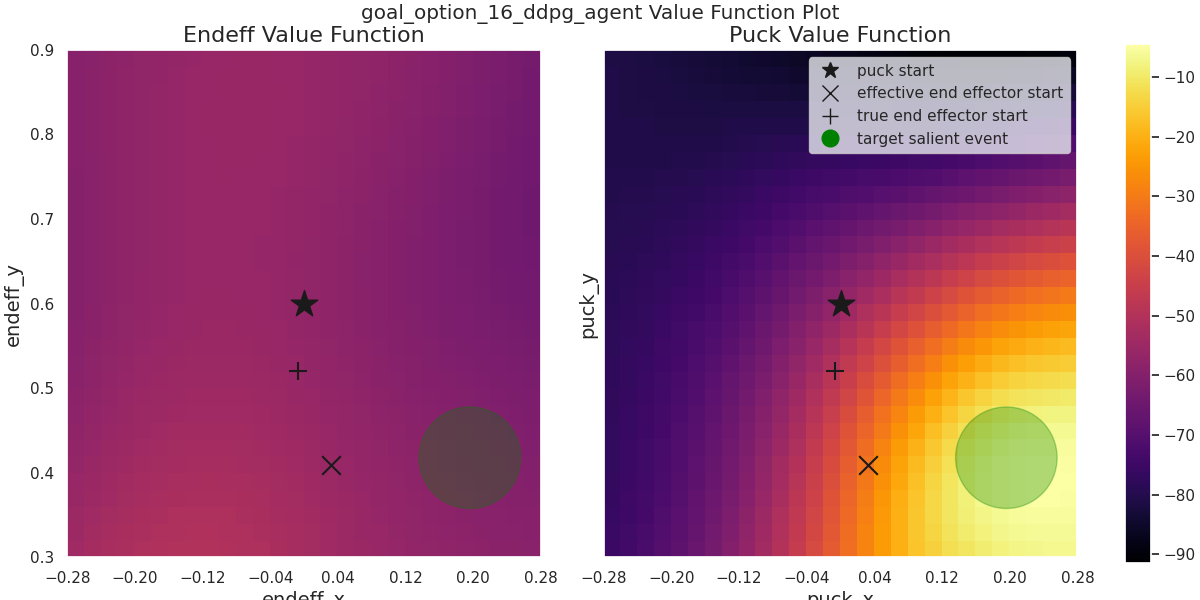 goal_option_16_ddpg_agent Value Function Plot
Endeff Value Function
Puck Value Function
0.9
0.8
0.7
0.6
0.5
0.4
0.3
endeff_y
−0.28 −0.20 −0.12 −0.04 0.04 0.12 0.20 0.28
endeff_x
puck_y
puck start
effective end effector start
true end effector start
target salient event
−0.28 −0.20 −0.12 −0.04 0.04 0.12 0.20 0.28
puck_x
−10
−20
−30
−40
−50
−60
−70
−80
−90